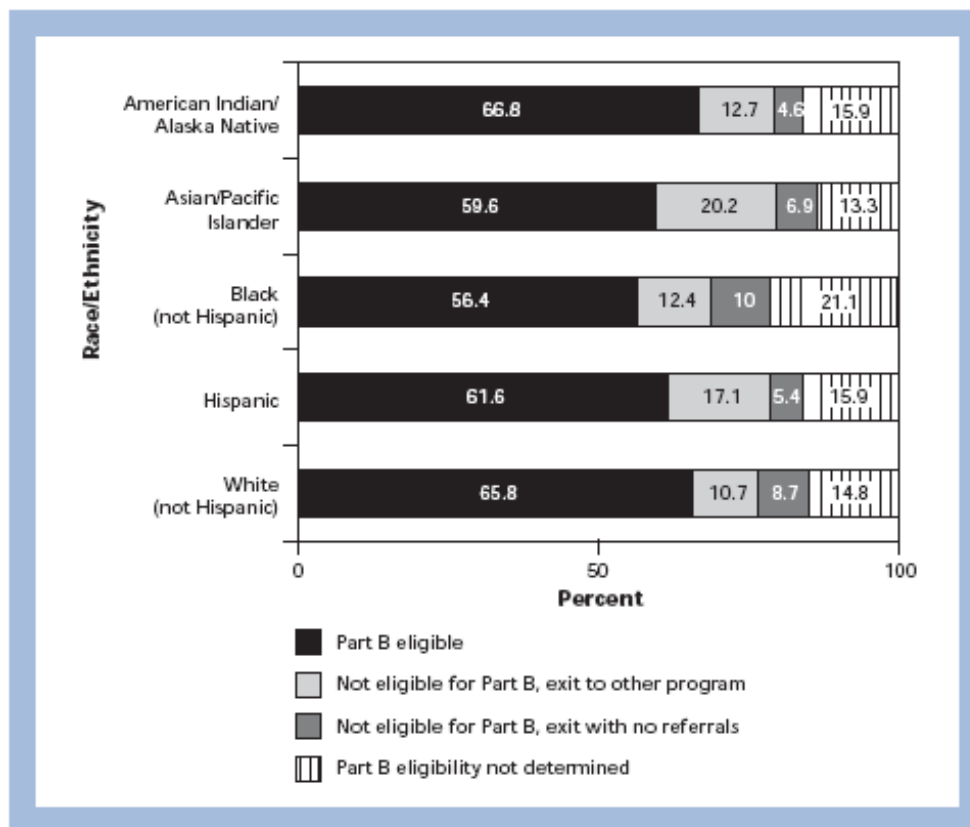 American Indian/
Alaska Native
66.8 12.7 4.6 15.9
Asian/Pacific
Islander
59.6 20.2 6.9 13.3
Black
(not Hispanic)
56.4 12.4 10 21.1
Hispanic
61.6 17.1 5.4 15.9
White
(not Hispanic)
65.8 10.7 8.7 14.8
Race/Ethnicity
0 50 100
Percent
Part B eligible
Not eligible for Part B, exit to other program
Not eligible for Part B, exit with no referrals
Part B eligibility not determined